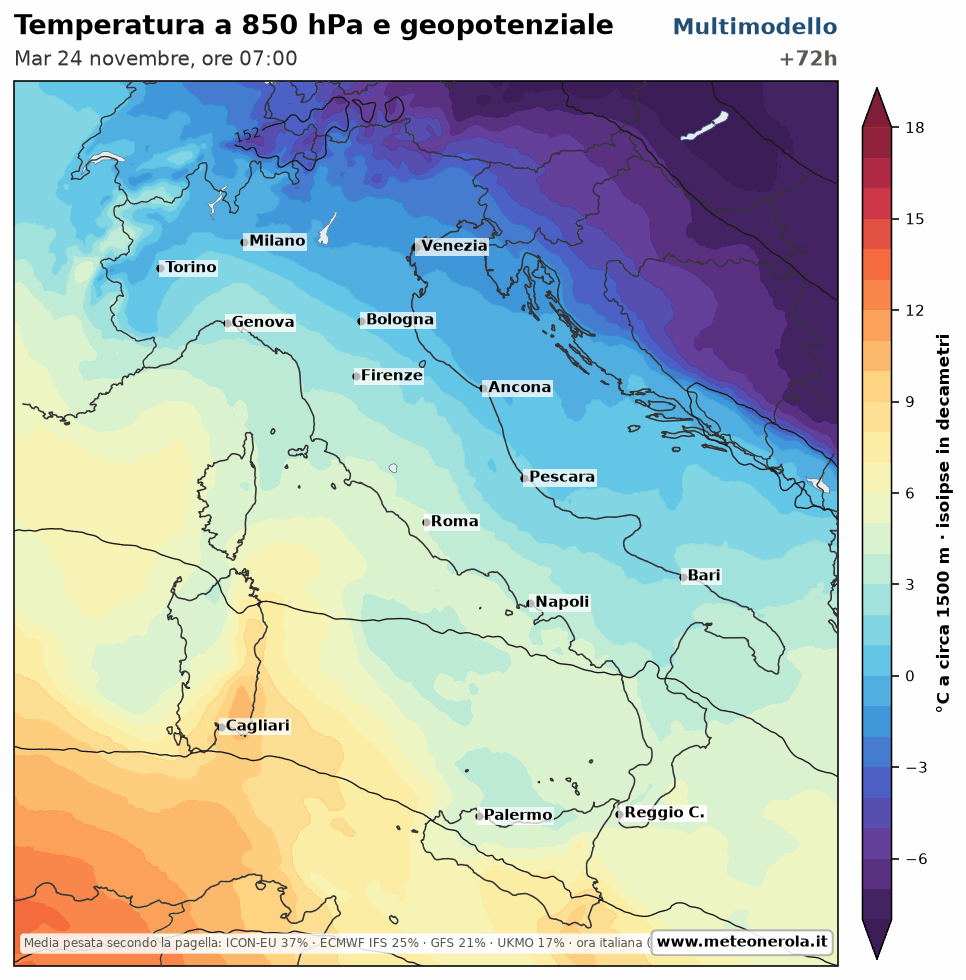 Temperatura a 850 hPa e geopotenziale
Multimodello
Mar 24 novembre, ore 07:00
+72h
152
Milano
Venezia
Torino
Genova
Bologna
Firenze
Ancona
Pescara
Roma
Bari
Napoli
Cagliari
Palermo
Reggio C.
18
15
12
9
6
3
0
−3
−6
°C a circa 1500 m · isoipse in decametri
Media pesata secondo la pagella: ICON-EU 37% · ECMWF IFS 25% · GFS 21% · UKMO 17% · ora italiana (
www.meteonerola.it